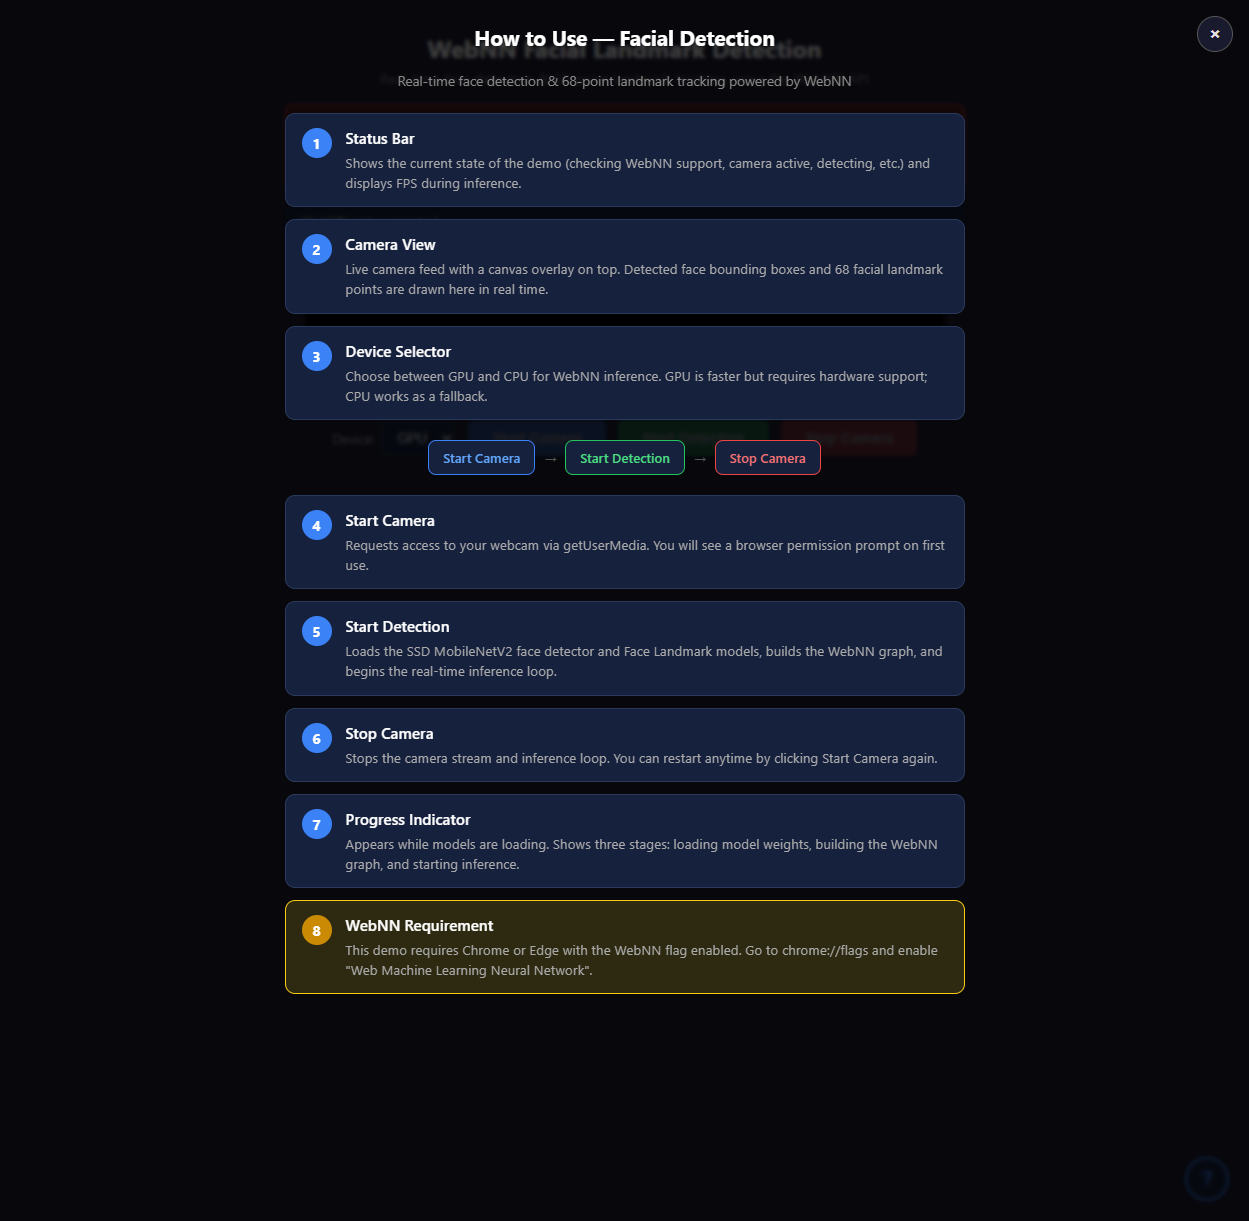 How to Use — Facial Detection
WebNN Facial Landmark Detection
Real-time face detection & 68-point landmark tracking powered by WebNN
1
Status Bar
Shows the current state of the demo (checking WebNN support, camera active, detecting, etc.) and
displays FPS during inference.
2
Camera View
Live camera feed with a canvas overlay on top. Detected face bounding boxes and 68 facial landmark
points are drawn here in real time.
3
Device Selector
Choose between GPU and CPU for WebNN inference. GPU is faster but requires hardware support;
CPU works as a fallback.
Device: GPU
Stop Camera
Start Camera → Start Detection → Stop Camera
4
Start Camera
Requests access to your webcam via getUserMedia. You will see a browser permission prompt on first
use.
5
Start Detection
Loads the SSD MobileNetV2 face detector and Face Landmark models, builds the WebNN graph, and
begins the real-time inference loop.
6
Stop Camera
Stops the camera stream and inference loop. You can restart anytime by clicking Start Camera again.
7
Progress Indicator
Appears while models are loading. Shows three stages: loading model weights, building the WebNN
graph, and starting inference.
8
WebNN Requirement
This demo requires Chrome or Edge with the WebNN flag enabled. Go to chrome://flags and enable
"Web Machine Learning Neural Network".
?